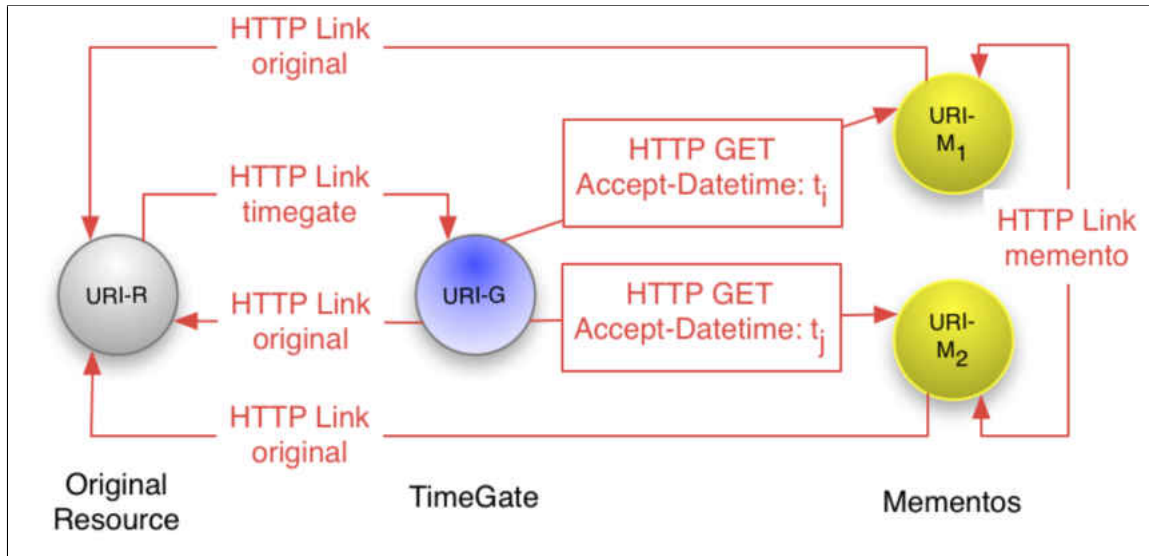 HTTP Link
original
HTTP Link
timegate
HTTP GET
Accept-Datetime: tᵢ
URI-
M₁
HTTP Link
memento
URI-R
HTTP Link
original
URI-G
HTTP GET
Accept-Datetime: tⱼ
URI-
M₂
HTTP Link
original
Original
Resource
TimeGate
Mementos